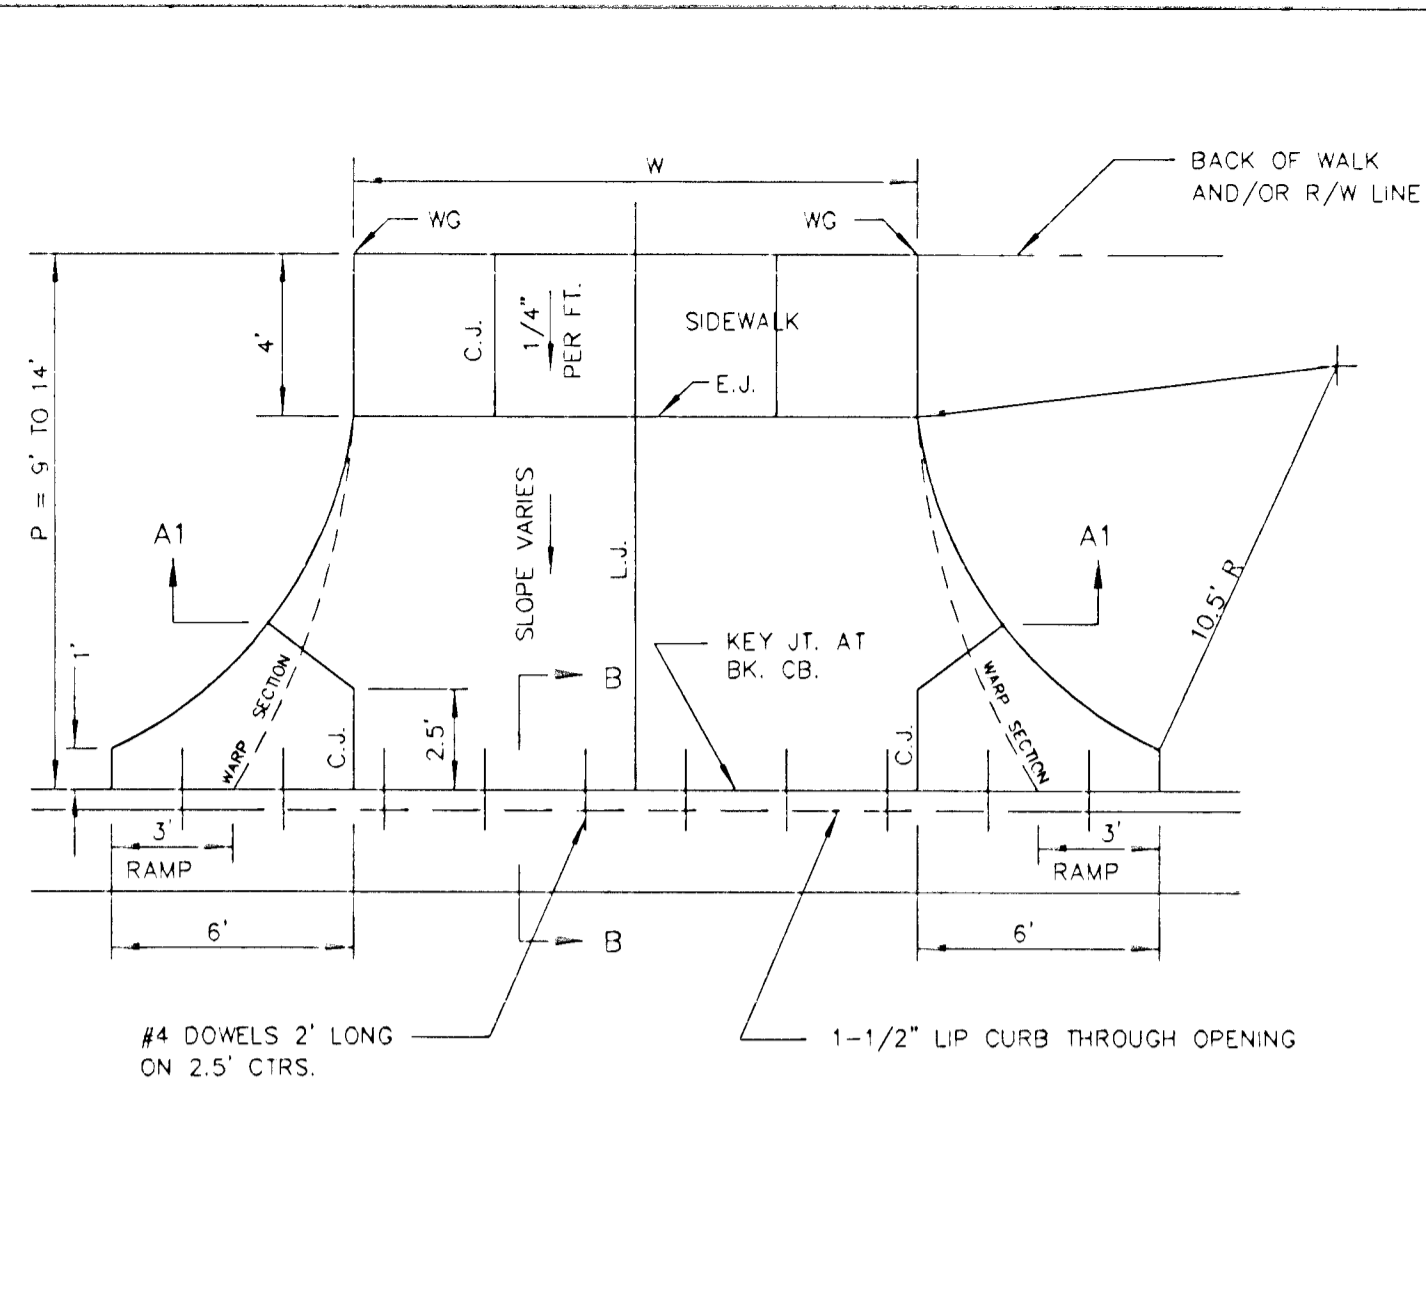 W
BACK OF WALK
AND/OR R/W LINE
WG
WG
P = 9' TO 14'
4'
C.J.
1/4"
PER FT.
SIDEWALK
E.J.
A1
SLOPE VARIES
L.J.
A1
10.5' R
1'
WARP SECTION
C.J.
2.5'
B
KEY JT. AT
BK. CB.
C.J.
WARP SECTION
3'
RAMP
3'
RAMP
6'
B
6'
#4 DOWELS 2' LONG
ON 2.5' CTRS.
1-1/2" LIP CURB THROUGH OPENING